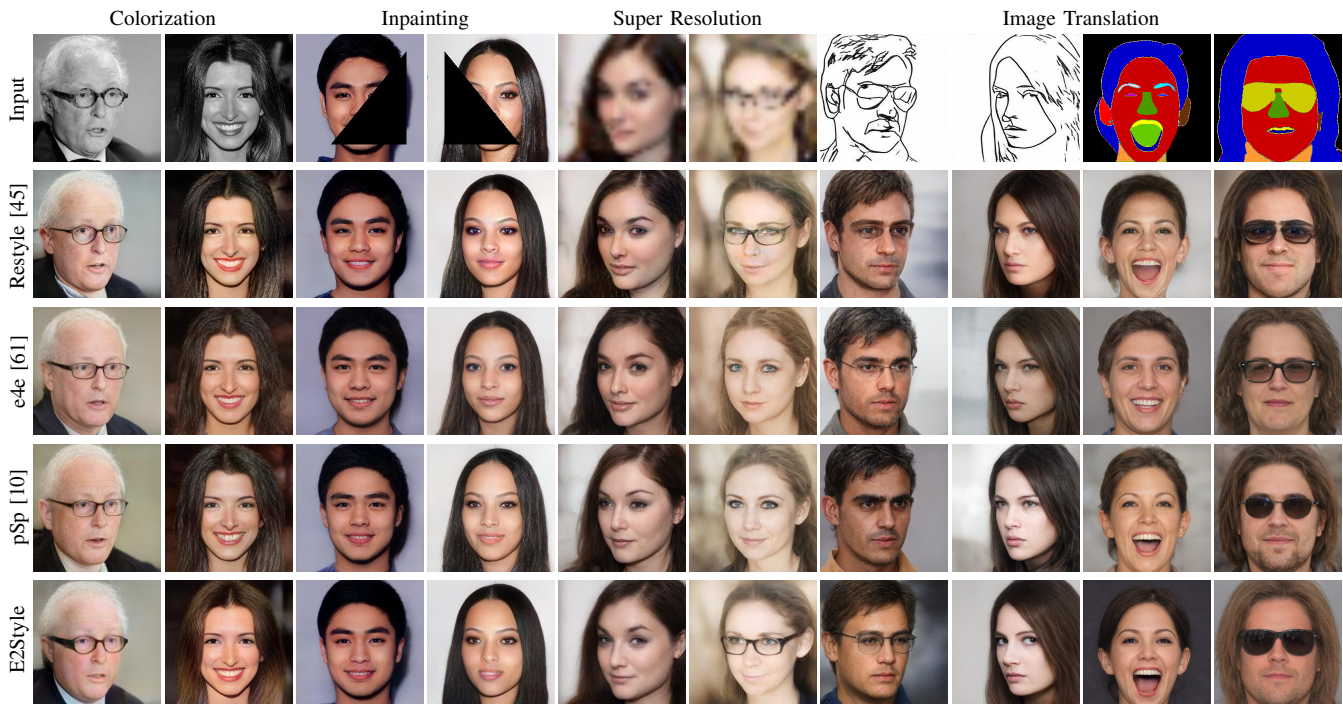 Colorization Inpainting Super Resolution Image Translation
Input
Restyle [45]
e4e [61]
pSp [10]
E2Style